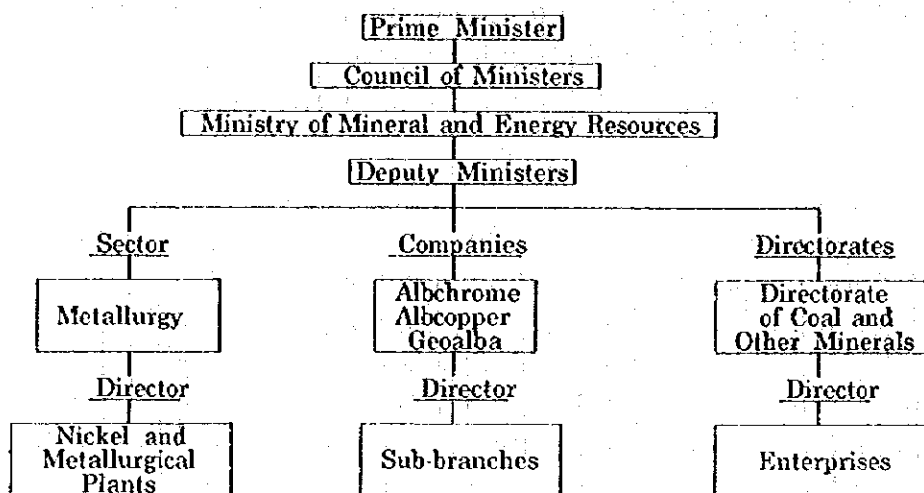 Prime Minister
Council of Ministers
Ministry of Mineral and Energy Resources
Deputy Ministers
Sector
Companies
Directorates
Metallurgy
Albchrome
Albcopper
Geoalba
Directorate
of Coal and
Other Minerals
Director
Director
Director
Nickel and
Metallurgical
Plants
Sub-branches
Enterprises